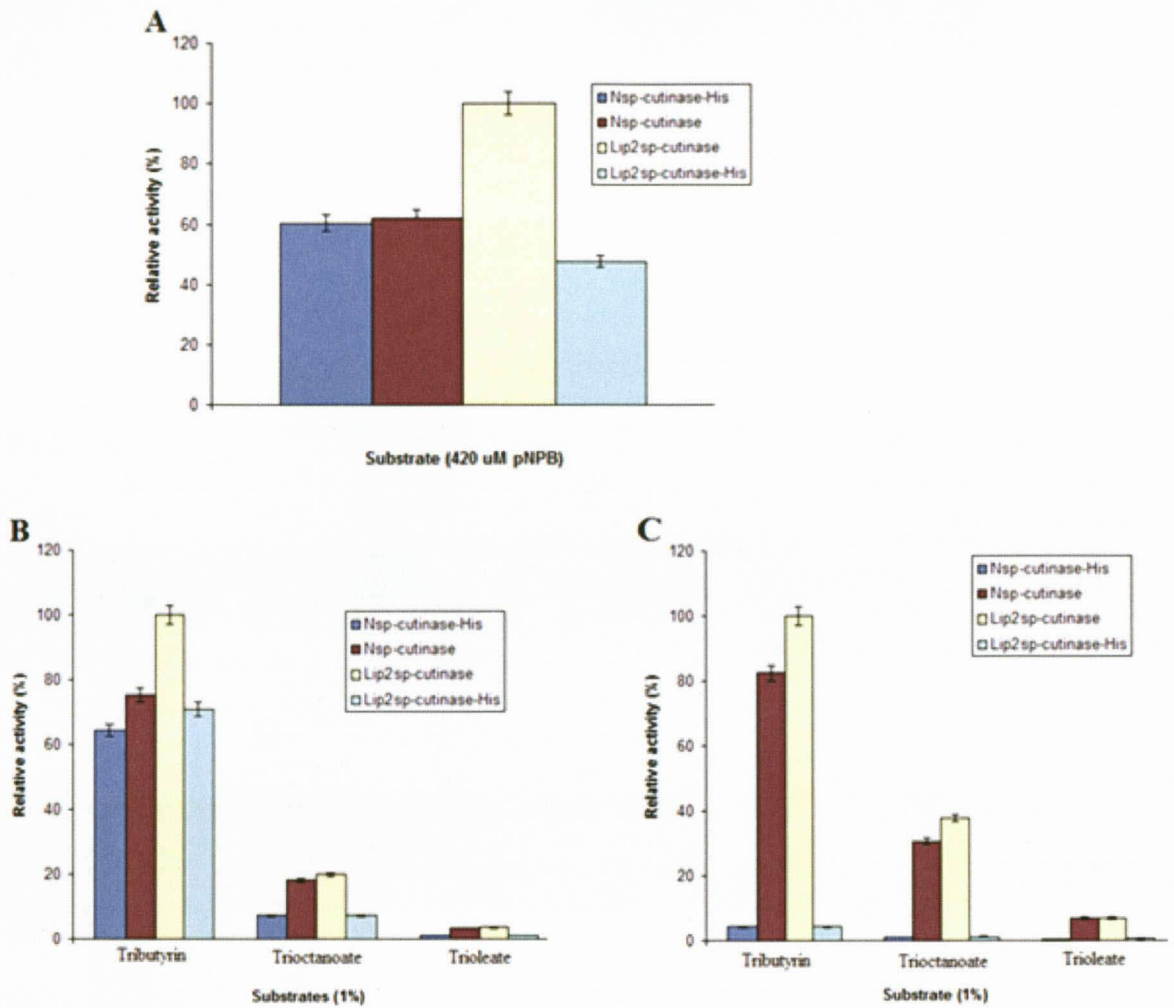 A
120
100
80
60
40
20
0
Relative activity (%)
Nsp-cutinase-His
Nsp-cutinase
Lip2sp-cutinase
Lip2sp-cutinase-His
Substrate (420 uM pNPB)
B
120
100
80
60
40
20
0
Relative activity (%)
Nsp-cutinase-His
Nsp-cutinase
Lip2sp-cutinase
Lip2sp-cutinase-His
Tributyrin Trioctanoate Trioleate
Substrates (1%)
C
120
100
80
60
40
20
0
Relative activity (%)
Nsp-cutinase-His
Nsp-cutinase
Lip2sp-cutinase
Lip2sp-cutinase-His
Tributyrin Trioctanoate Trioleate
Substrate (1%)